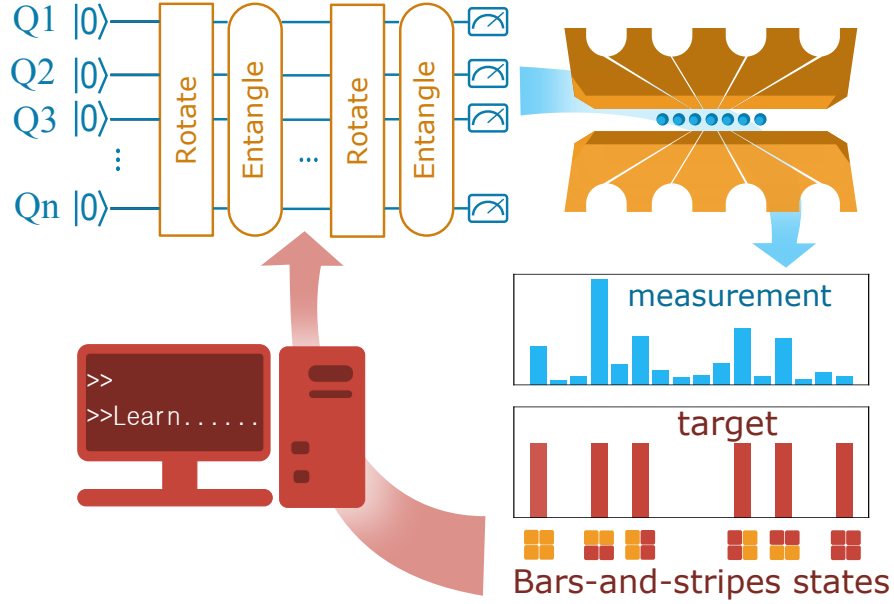 Q1 |0⟩
Q2 |0⟩
Q3 |0⟩
⋮
Qn |0⟩
Rotate
Entangle
...
Rotate
Entangle
measurement
>>
>>Learn......
target
Bars-and-stripes states